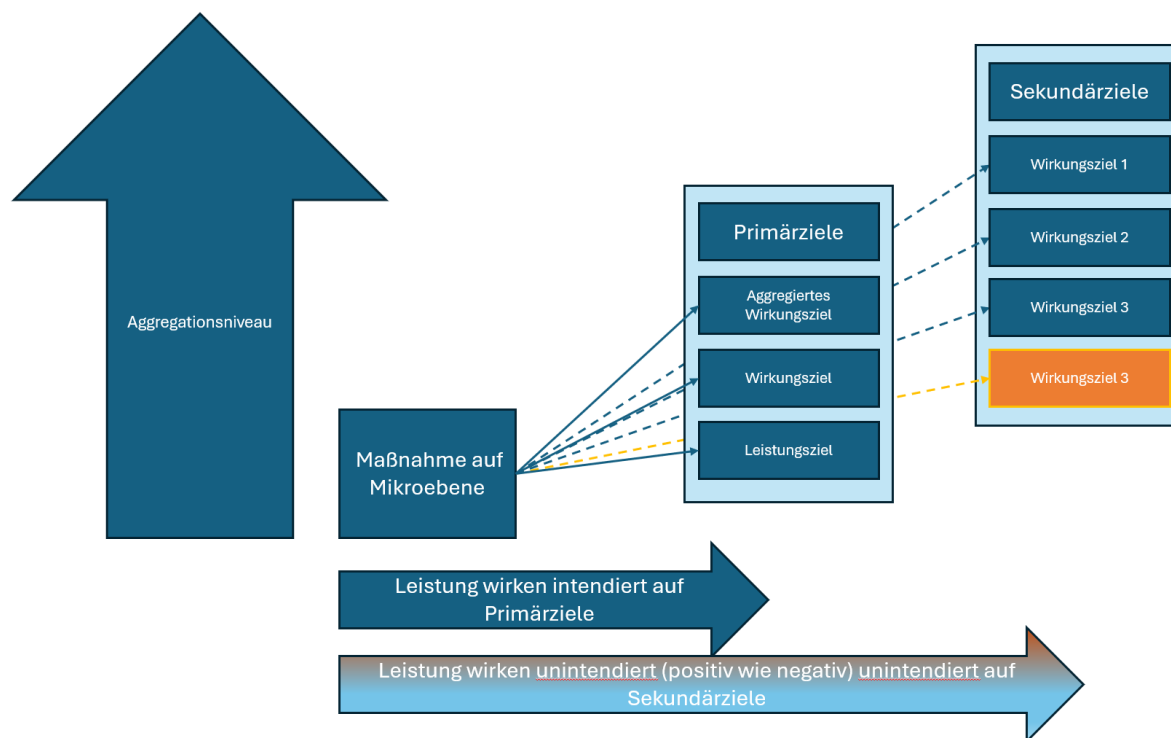 Aggregationsniveau
Maßnahme auf
Mikroebene
Primärziele
Aggregiertes
Wirkungsziel
Wirkungsziel
Leistungsziel
Sekundärziele
Wirkungsziel 1
Wirkungsziel 2
Wirkungsziel 3
Wirkungsziel 3
Leistung wirken intendiert auf
Primärziele
Leistung wirken unintendiert (positiv wie negativ) unintendiert auf
Sekundärziele